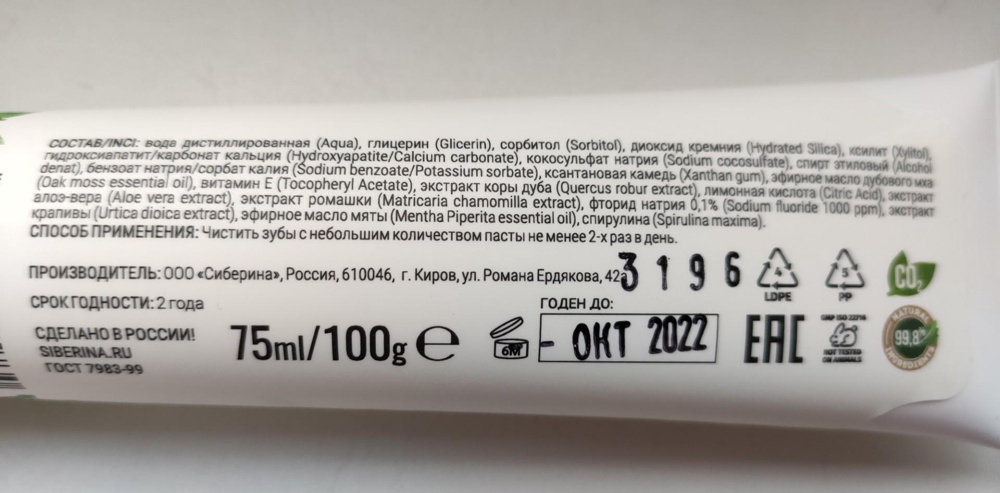 СОСТАВ/INCI: вода дистиллированная (Aqua), глицерин (Glicerin), сорбитол (Sorbitol), диоксид кремния (Hydrated Silica), ксилит (Xylitol),
гидроксиапатит/карбонат кальция (Hydroxyapatite/Calcium carbonate), кокосульфат натрия (Sodium cocosulfate), спирт этиловый (Alcohol
denat), бензоат натрия/сорбат калия (Sodium benzoate/Potassium sorbate), ксантановая камедь (Xanthan gum), эфирное масло дубового мха
(Oak moss essential oil), витамин Е (Tocopheryl Acetate), экстракт коры дуба (Quercus robur extract), лимонная кислота (Citric Acid), экстракт
алоэ-вера (Aloe vera extract), экстракт ромашки (Matricaria chamomilla extract), фторид натрия 0,1% (Sodium fluoride 1000 ppm), экстракт
крапивы (Urtica dioica extract), эфирное масло мяты (Mentha Piperita essential oil), спирулина (Spirulina maxima).
СПОСОБ ПРИМЕНЕНИЯ: Чистить зубы с небольшим количеством пасты не менее 2-х раз в день.
ПРОИЗВОДИТЕЛЬ: ООО «Сиберина», Россия, 610046, г. Киров, ул. Романа Ердякова, 42а
3196
4
LDPE
5
PP
CO2
СРОК ГОДНОСТИ: 2 года
ГОДЕН ДО:
СДЕЛАНО В РОССИИ!
SIBERINA.RU
ГОСТ 7983-99
75ml/100g e
6M
- ОКТ 2022
EAC
GMP ISO 22716
NOT TESTED
ON ANIMALS
NATURAL
99,8%
INGREDIENTS